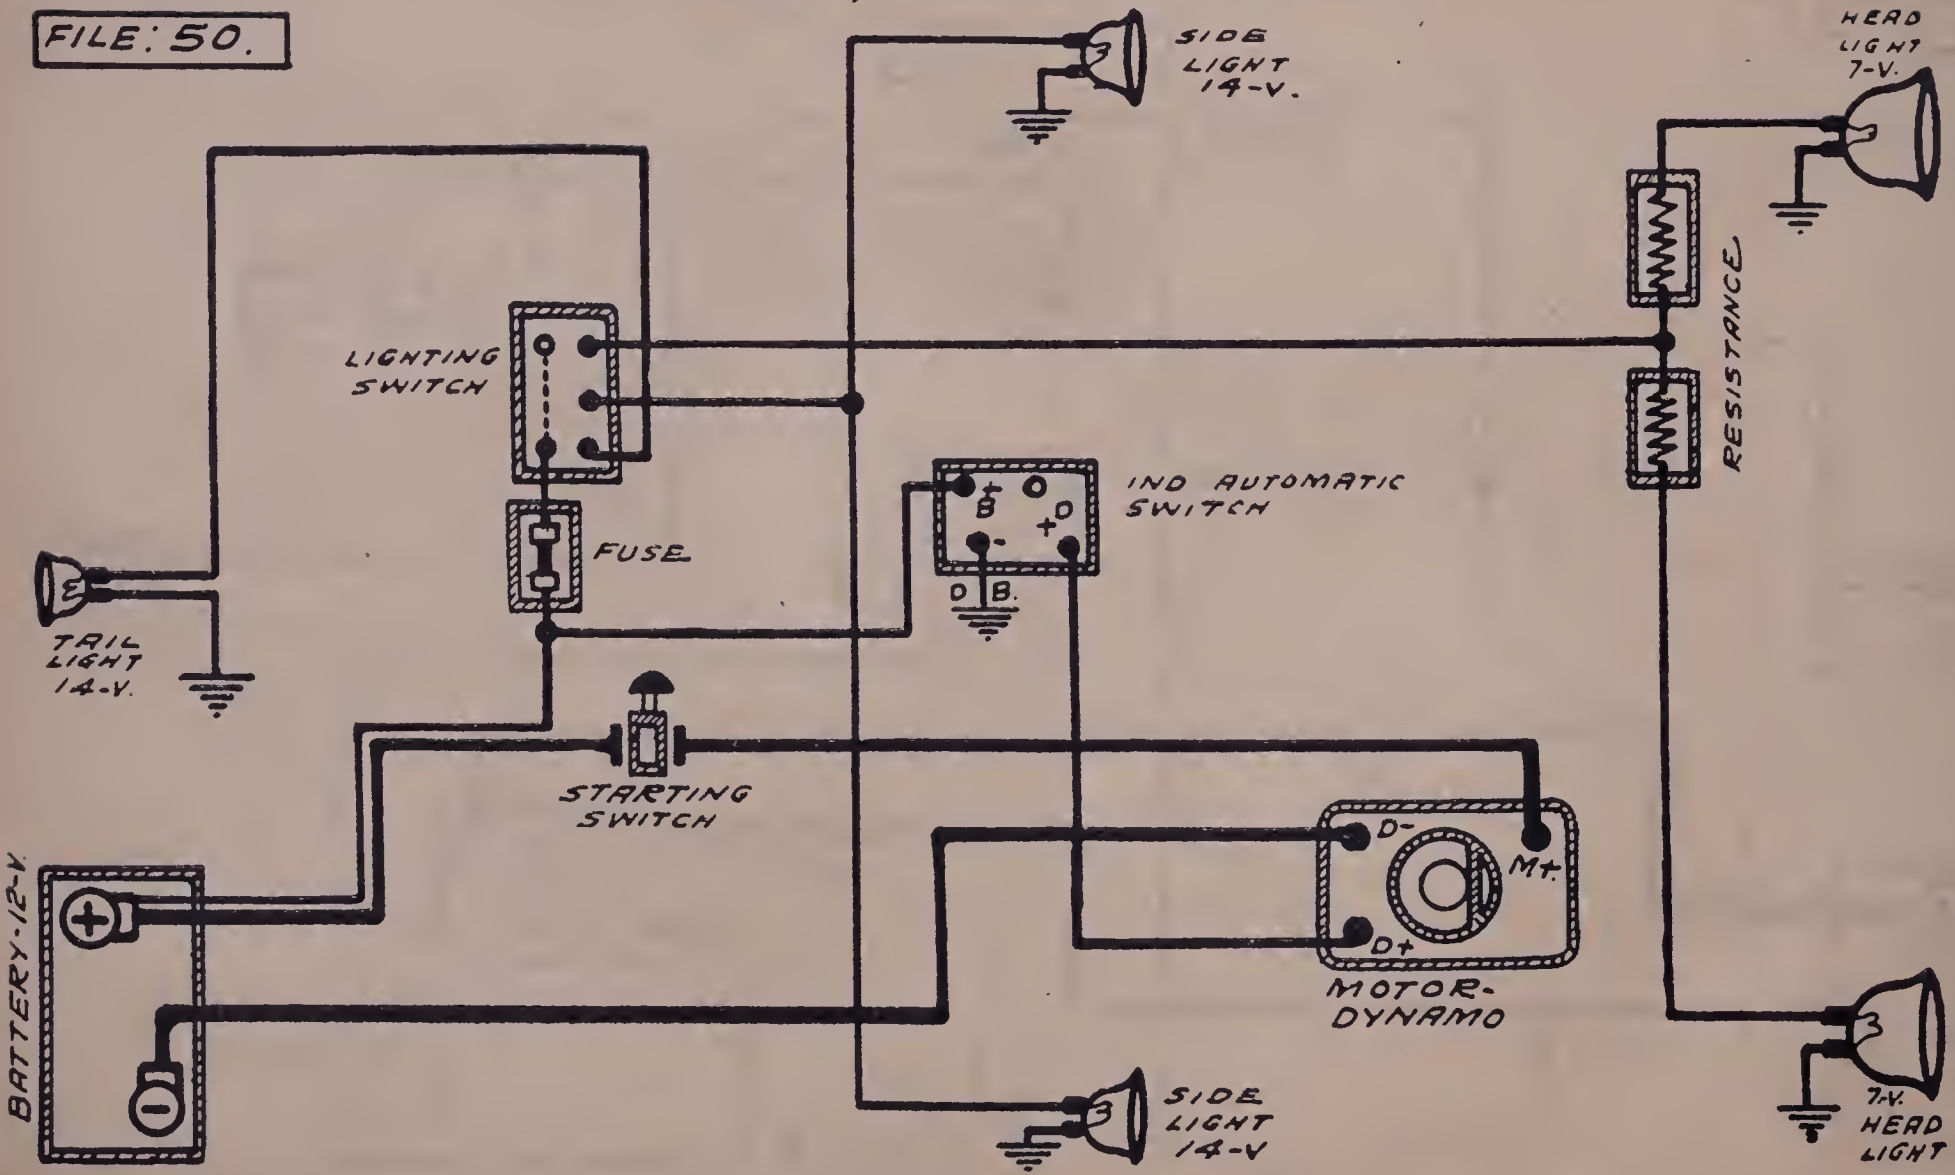 FILE: 50.
SIDE
LIGHT
14-V.
HEAD
LIGHT
7-V.
LIGHTING
SWITCH
RESISTANCE
IND AUTOMATIC
SWITCH
+
B
D
+
-
D B.
FUSE
TAIL
LIGHT
14-V.
STARTING
SWITCH
BATTERY-12-V.
+
-
D-
M+.
D+
MOTOR-
DYNAMO
SIDE
LIGHT
14-V
7-V.
HEAD
LIGHT